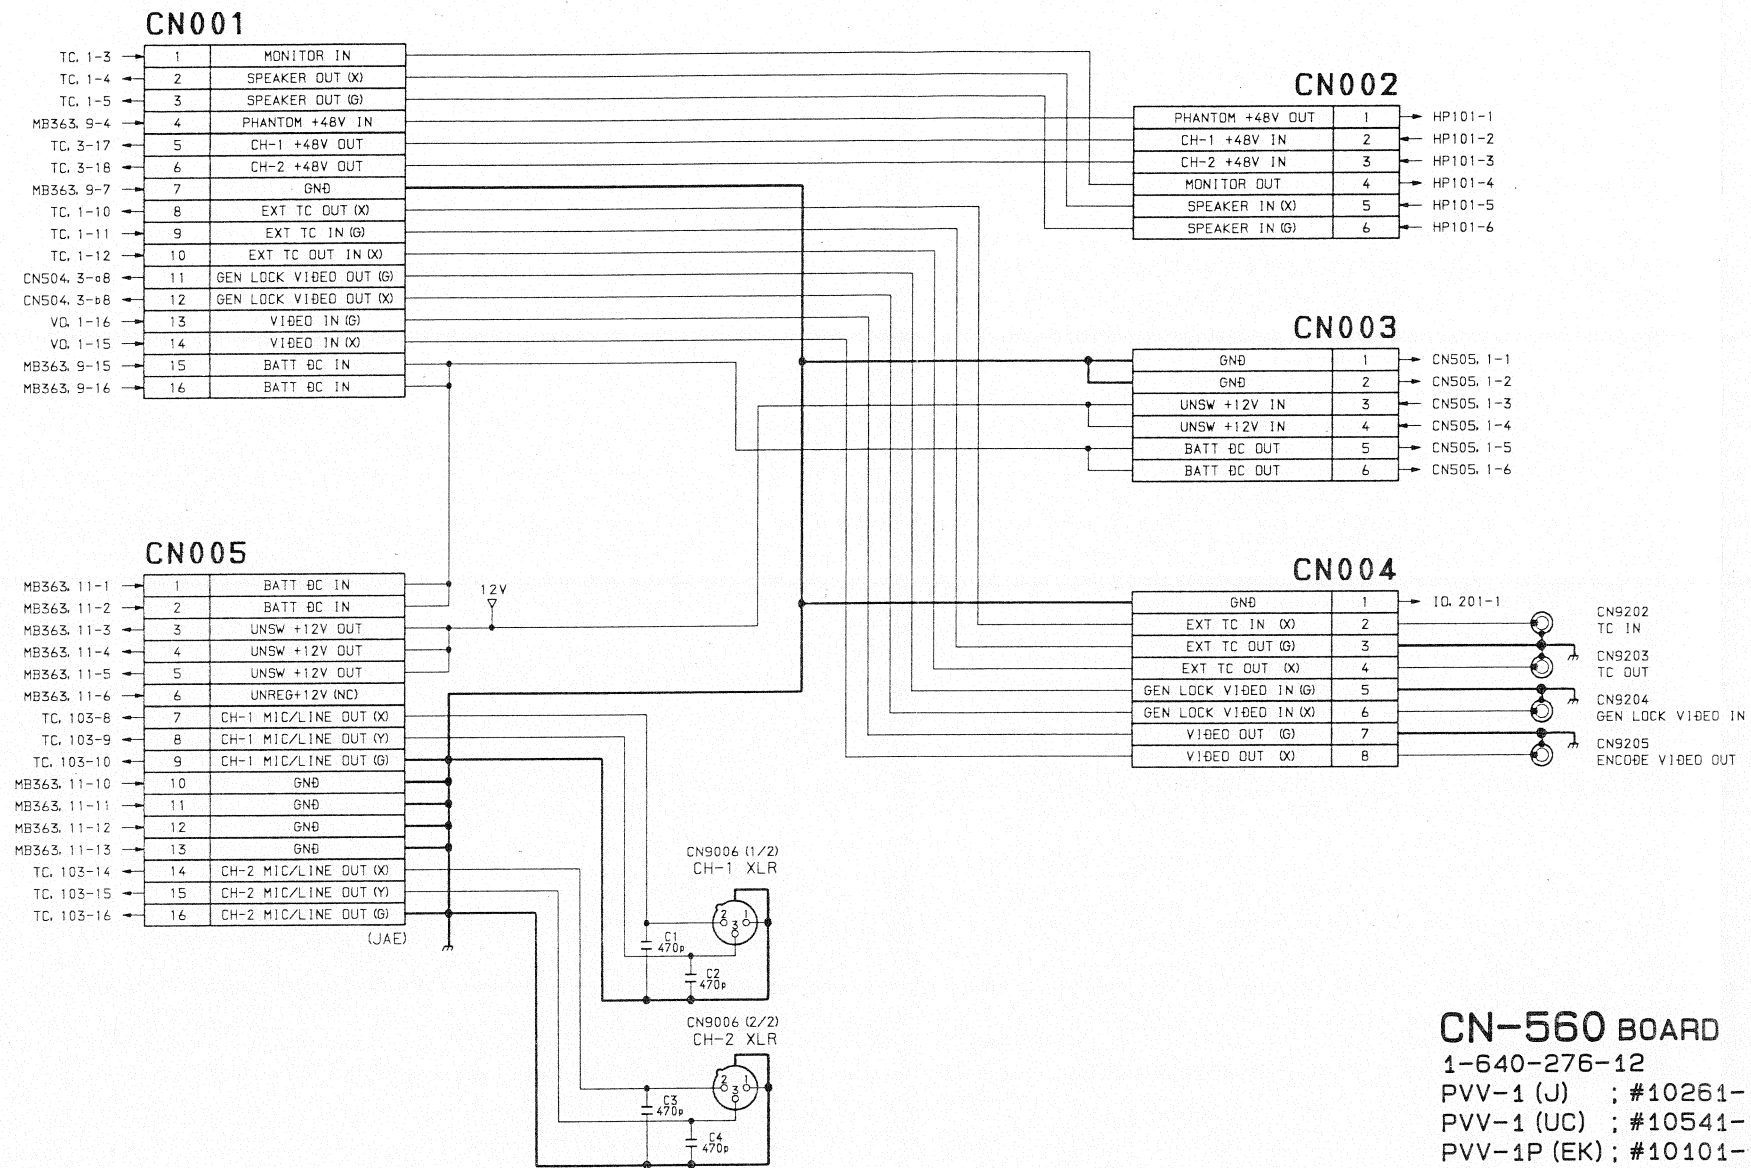 CN001
TC. 1-3 1 MONITOR IN
TC. 1-4 2 SPEAKER OUT (X)
TC. 1-5 3 SPEAKER OUT (G)
MB363. 9-4 4 PHANTOM +48V IN
TC. 3-17 5 CH-1 +48V OUT
TC. 3-18 6 CH-2 +48V OUT
MB363. 9-7 7 GND
TC. 1-10 8 EXT TC OUT (X)
TC. 1-11 9 EXT TC IN (G)
TC. 1-12 10 EXT TC OUT IN (X)
CN504. 3-a8 11 GEN LOCK VIDEO OUT (G)
CN504. 3-b8 12 GEN LOCK VIDEO OUT (X)
VO. 1-16 13 VIDEO IN (G)
VO. 1-15 14 VIDEO IN (X)
MB363. 9-15 15 BATT DC IN
MB363. 9-16 16 BATT DC IN
CN002
PHANTOM +48V OUT 1 HP101-1
CH-1 +48V IN 2 HP101-2
CH-2 +48V IN 3 HP101-3
MONITOR OUT 4 HP101-4
SPEAKER IN (X) 5 HP101-5
SPEAKER IN (G) 6 HP101-6
CN003
GND 1 CN505. 1-1
GND 2 CN505. 1-2
UNSW +12V IN 3 CN505. 1-3
UNSW +12V IN 4 CN505. 1-4
BATT DC OUT 5 CN505. 1-5
BATT DC OUT 6 CN505. 1-6
CN005
MB363. 11-1 1 BATT DC IN
MB363. 11-2 2 BATT DC IN
MB363. 11-3 3 UNSW +12V OUT
MB363. 11-4 4 UNSW +12V OUT
MB363. 11-5 5 UNSW +12V OUT
MB363. 11-6 6 UNREG+12V (NC)
TC. 103-8 7 CH-1 MIC/LINE OUT (X)
TC. 103-9 8 CH-1 MIC/LINE OUT (Y)
TC. 103-10 9 CH-1 MIC/LINE OUT (G)
MB363. 11-10 10 GND
MB363. 11-11 11 GND
MB363. 11-12 12 GND
MB363. 11-13 13 GND
TC. 103-14 14 CH-2 MIC/LINE OUT (X)
TC. 103-15 15 CH-2 MIC/LINE OUT (Y)
TC. 103-16 16 CH-2 MIC/LINE OUT (G)
(JAE)
12V
CN004
GND 1 IO. 201-1
EXT TC IN (X) 2
EXT TC OUT (G) 3
EXT TC OUT (X) 4
GEN LOCK VIDEO IN (G) 5
GEN LOCK VIDEO IN (X) 6
VIDEO OUT (G) 7
VIDEO OUT (X) 8
CN9202
TC IN
CN9203
TC OUT
CN9204
GEN LOCK VIDEO IN
CN9205
ENCODE VIDEO OUT
CN9006 (1/2)
CH-1 XLR
2 1
3
C1
470p
C2
470p
CN9006 (2/2)
CH-2 XLR
2 1
3
C3
470p
C4
470p
CN-560 BOARD
1-640-276-12
PVV-1 (J) ; #10261-
PVV-1 (UC) ; #10541-
PVV-1P (EK) ; #10101-